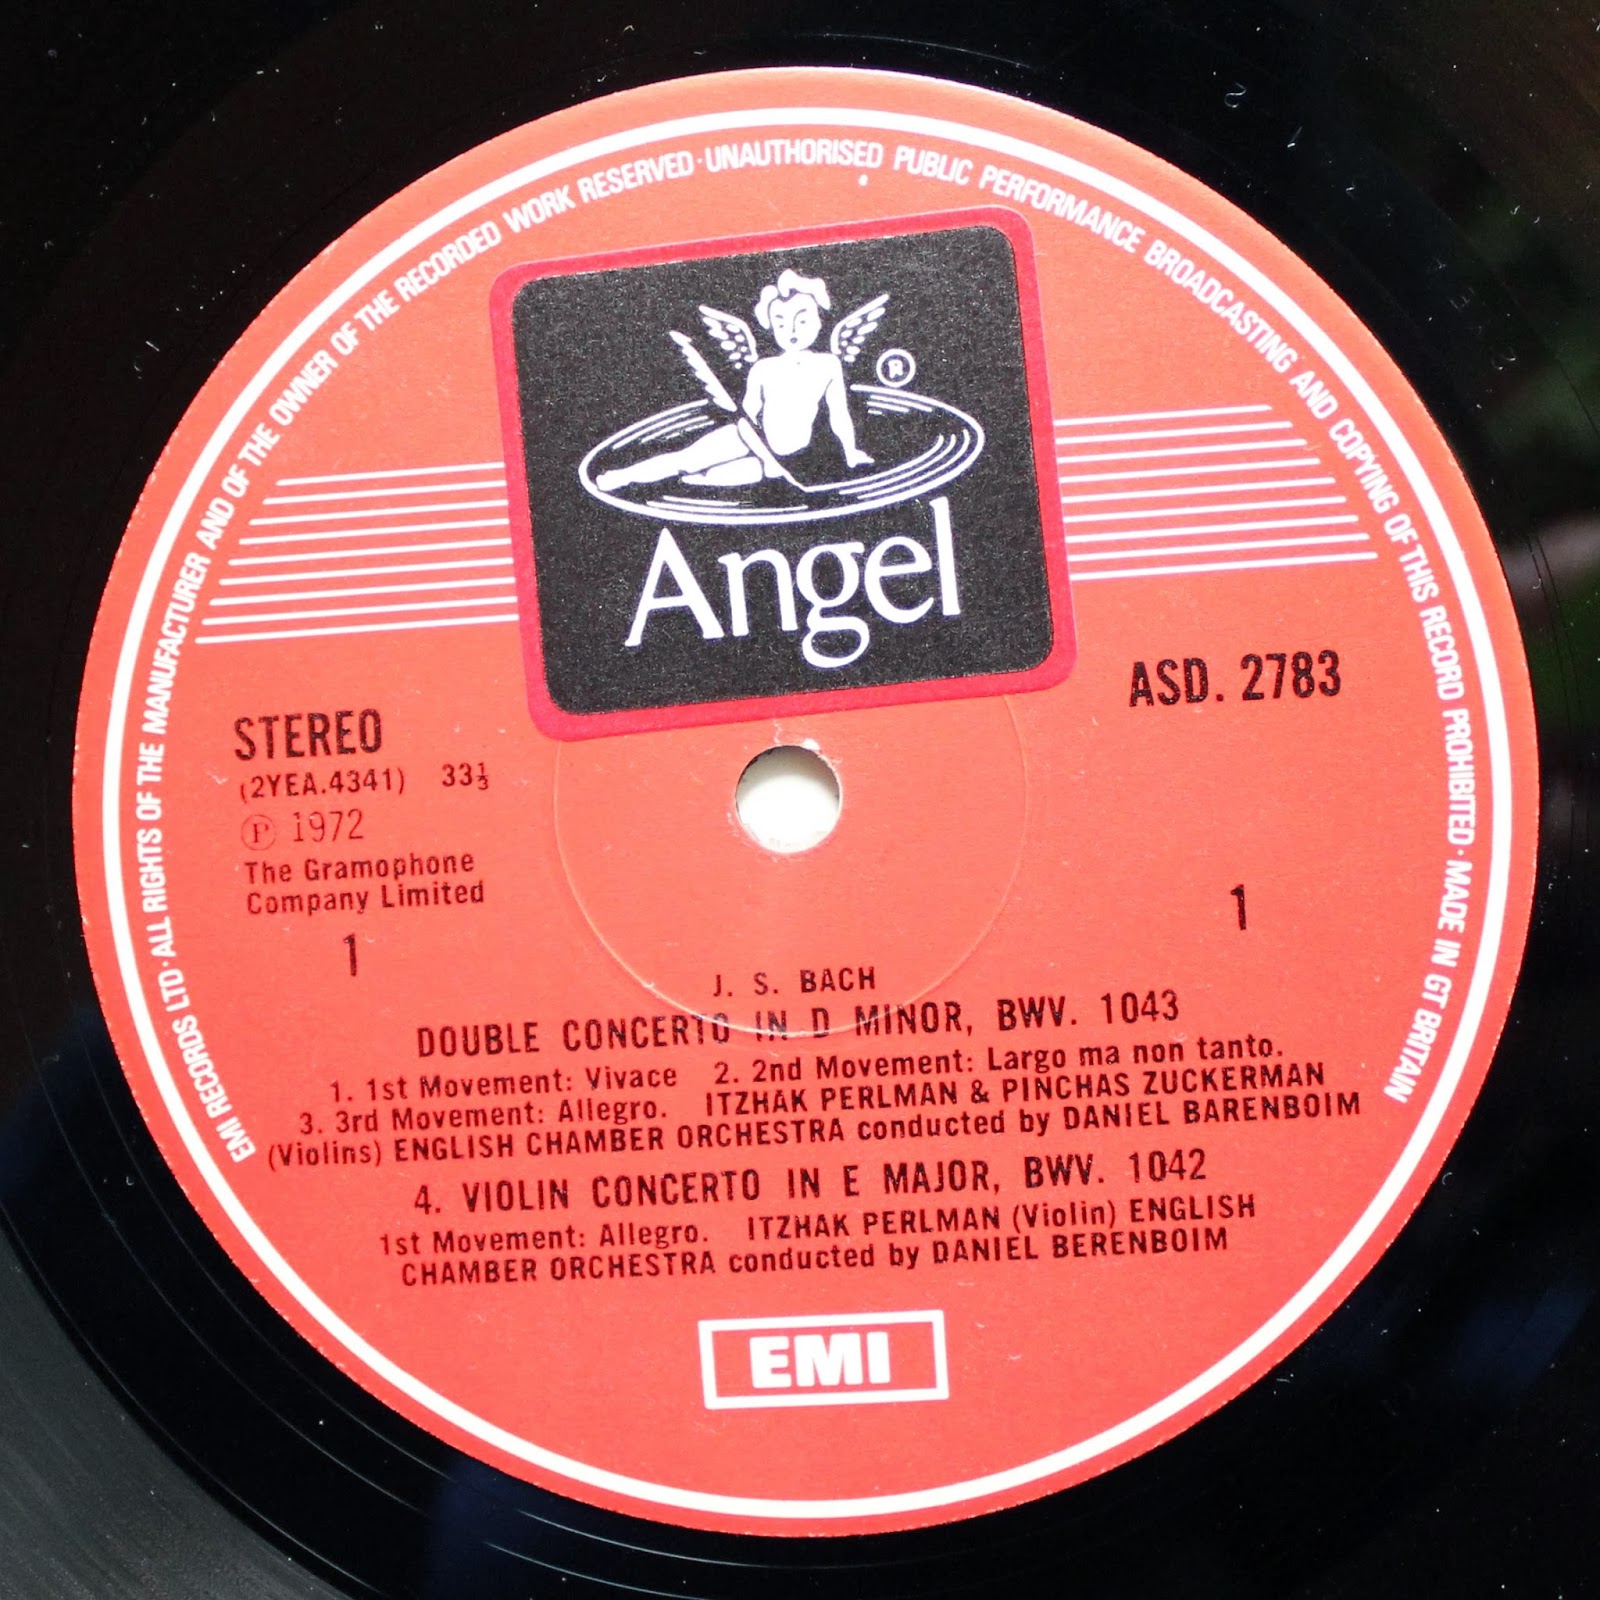 EMI RECORDS LTD·ALL RIGHTS OF THE MANUFACTURER AND OF THE OWNER OF THE RECORDED WORK RESERVED·UNAUTHORISED PUBLIC PERFORMANCE BROADCASTING AND COPYING OF THIS RECORD PROHIBITED·MADE IN GT BRITAIN
®
Angel
ASD. 2783
STEREO
(2YEA.4341) 33⅓
Ⓟ 1972
The Gramophone
Company Limited
1
1
J. S. BACH
DOUBLE CONCERTO IN D MINOR, BWV. 1043
1. 1st Movement: Vivace 2. 2nd Movement: Largo ma non tanto.
3. 3rd Movement: Allegro. ITZHAK PERLMAN & PINCHAS ZUCKERMAN
(Violins) ENGLISH CHAMBER ORCHESTRA conducted by DANIEL BARENBOIM
4. VIOLIN CONCERTO IN E MAJOR, BWV. 1042
1st Movement: Allegro. ITZHAK PERLMAN (Violin) ENGLISH
CHAMBER ORCHESTRA conducted by DANIEL BERENBOIM
EMI